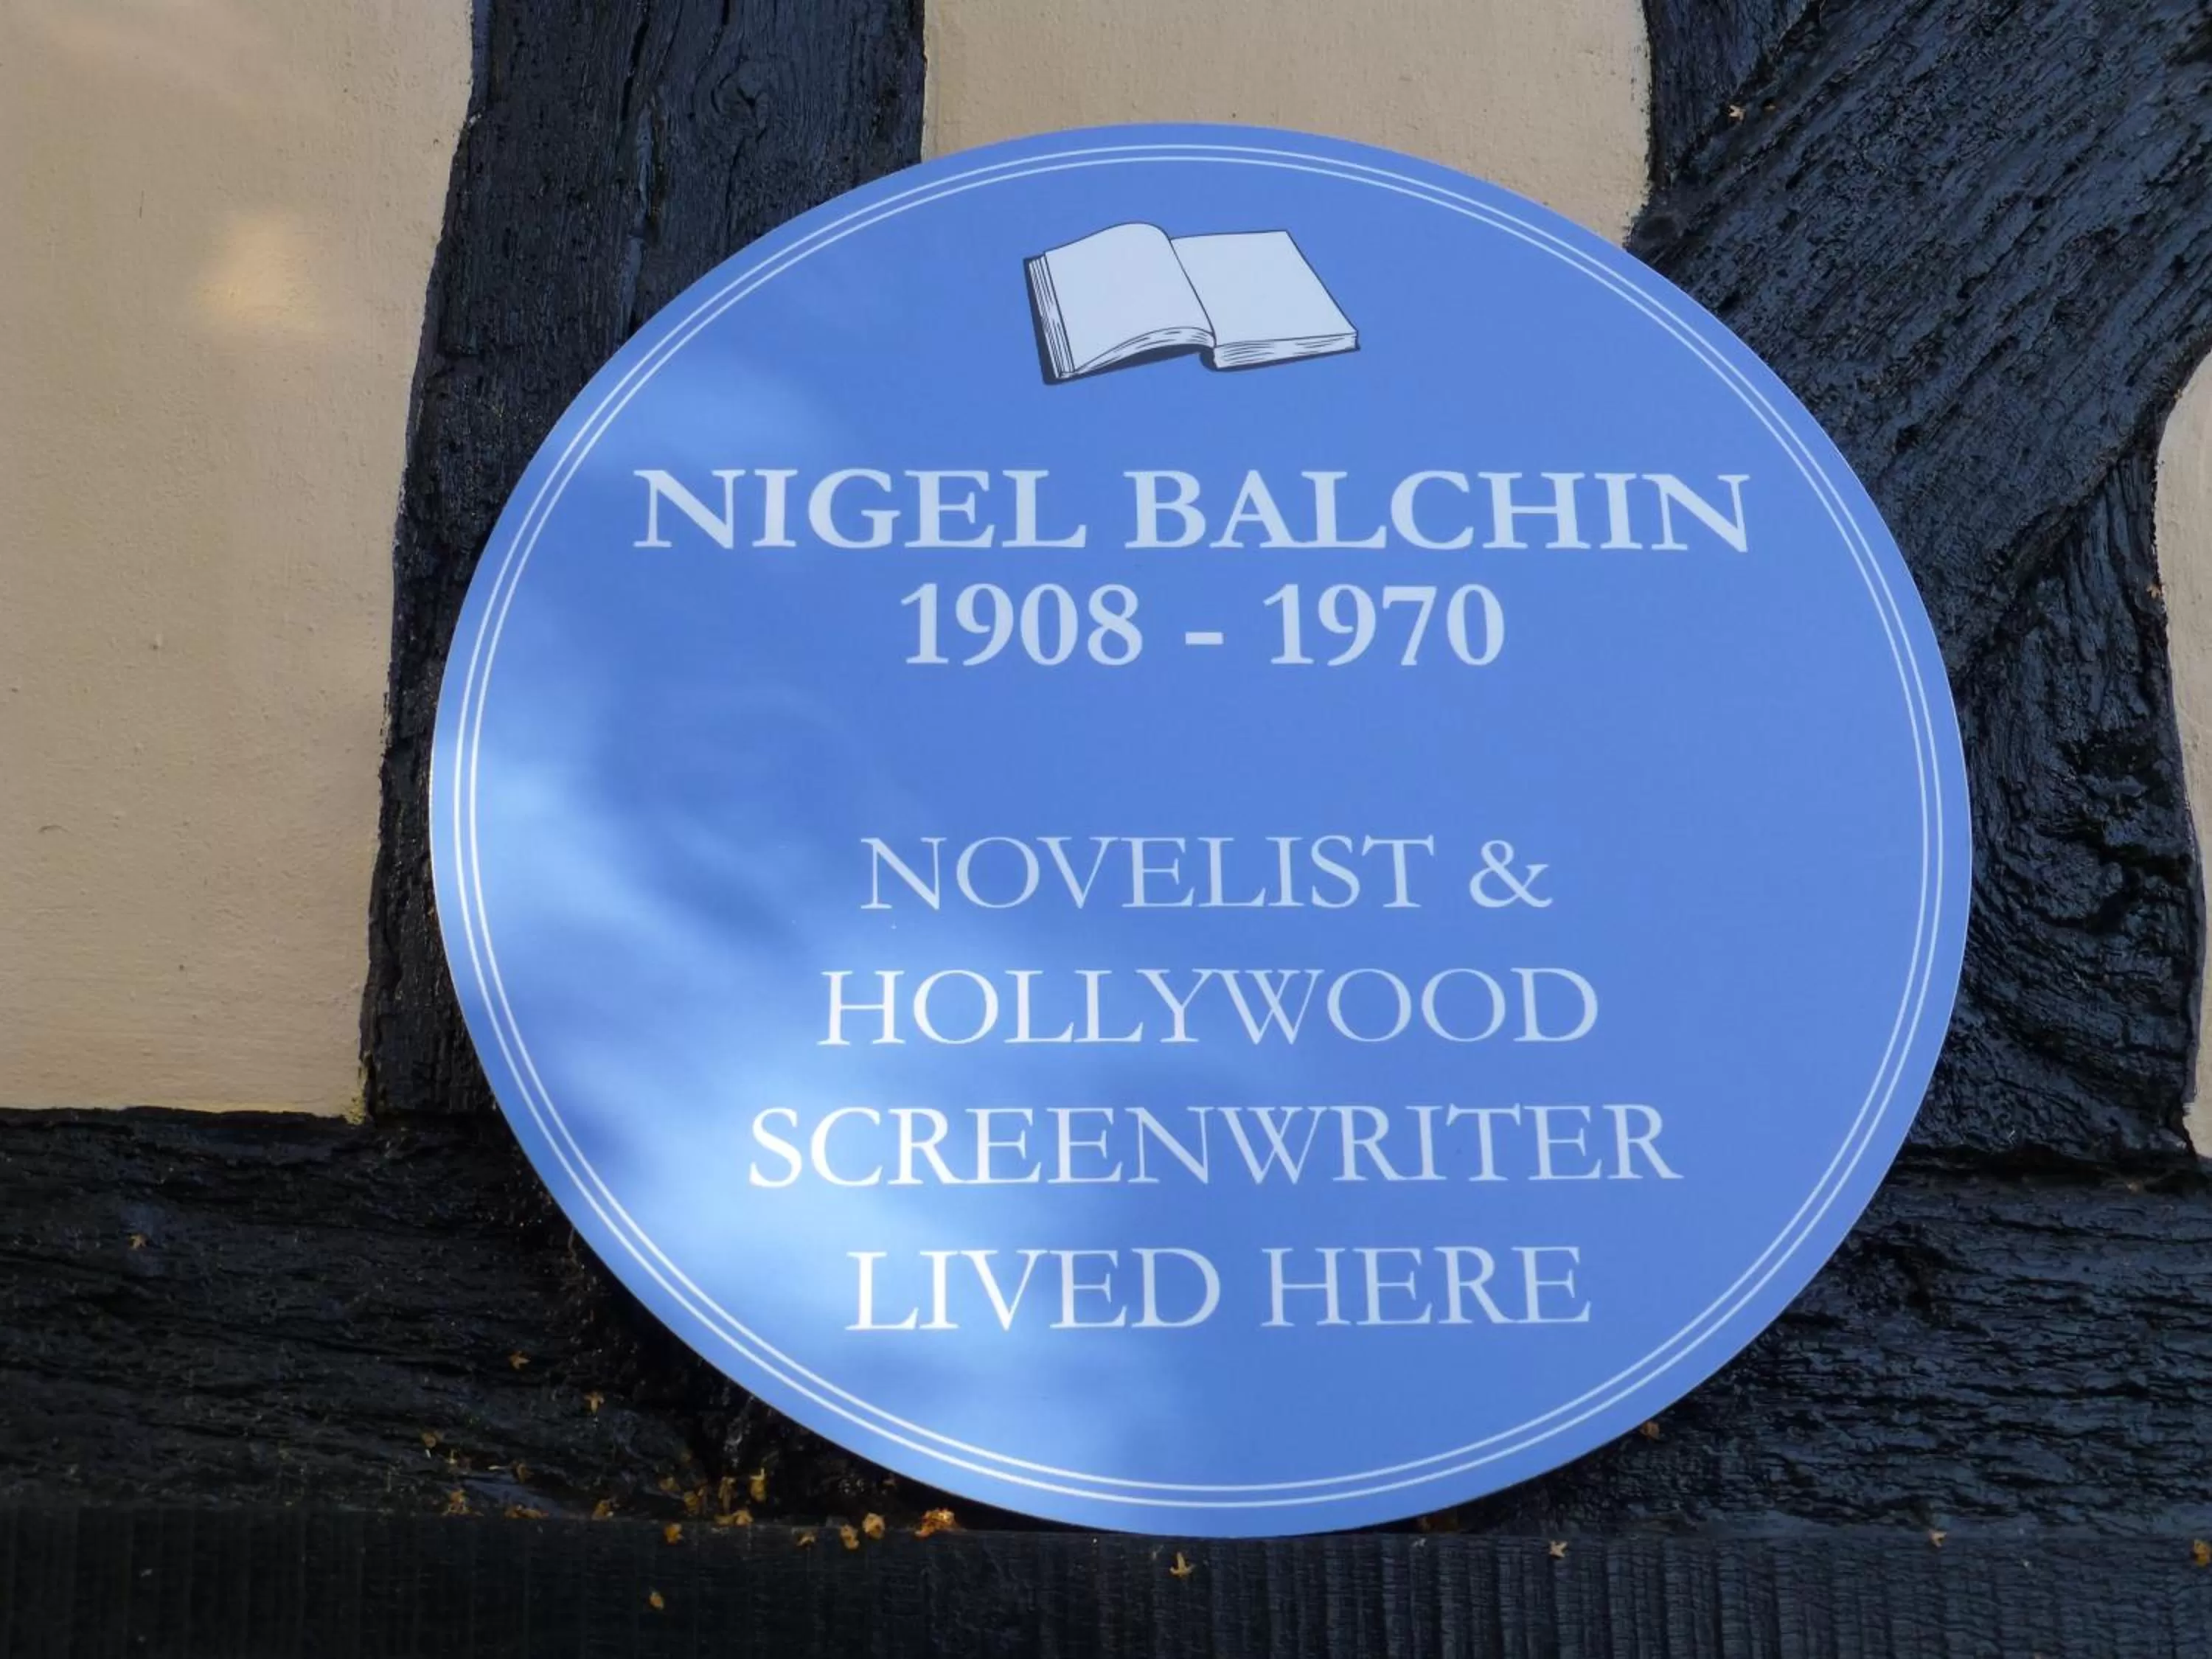 NIGEL BALCHIN
1908 - 1970
NOVELIST &
HOLLYWOOD
SCREENWRITER
LIVED HERE